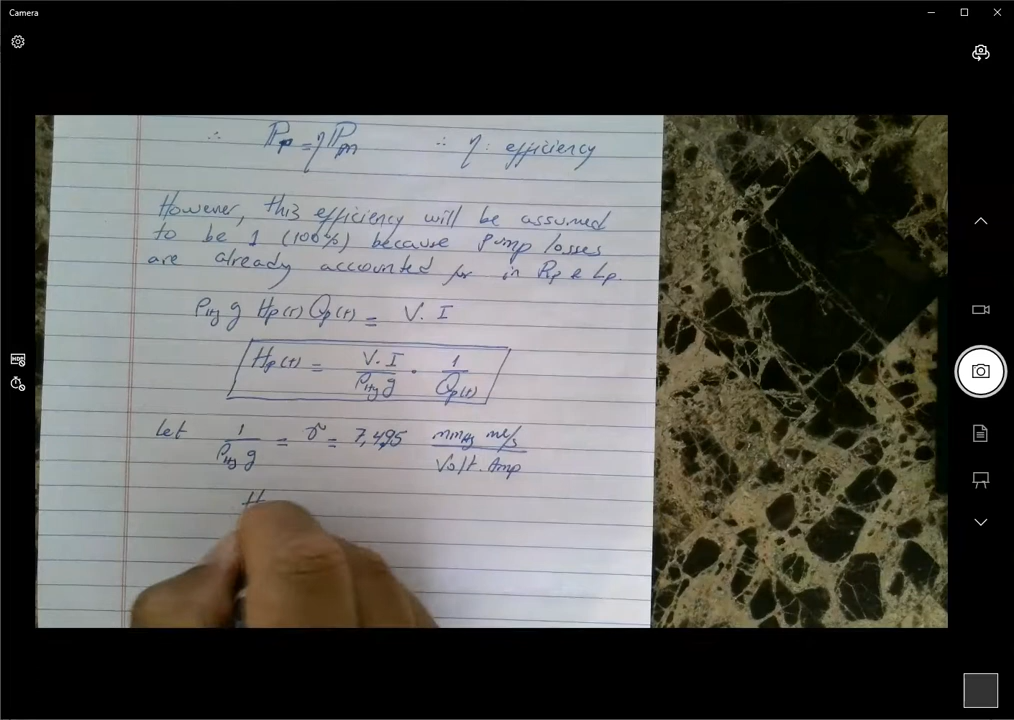 Camera
∴ Pp = η Pm ∴ η: efficiency
However, this efficiency will be assumed
to be 1 (100%) because pump losses
are already accounted for in Rp & Lp.
ρHg g Hp(t) Qp(t) = V. I
Hp(t) = V. I / ρHg g · 1 / Qp(t)
let 1 / ρHg g = γ = 7,495 mmHg ml/s / Volt. Amp
H